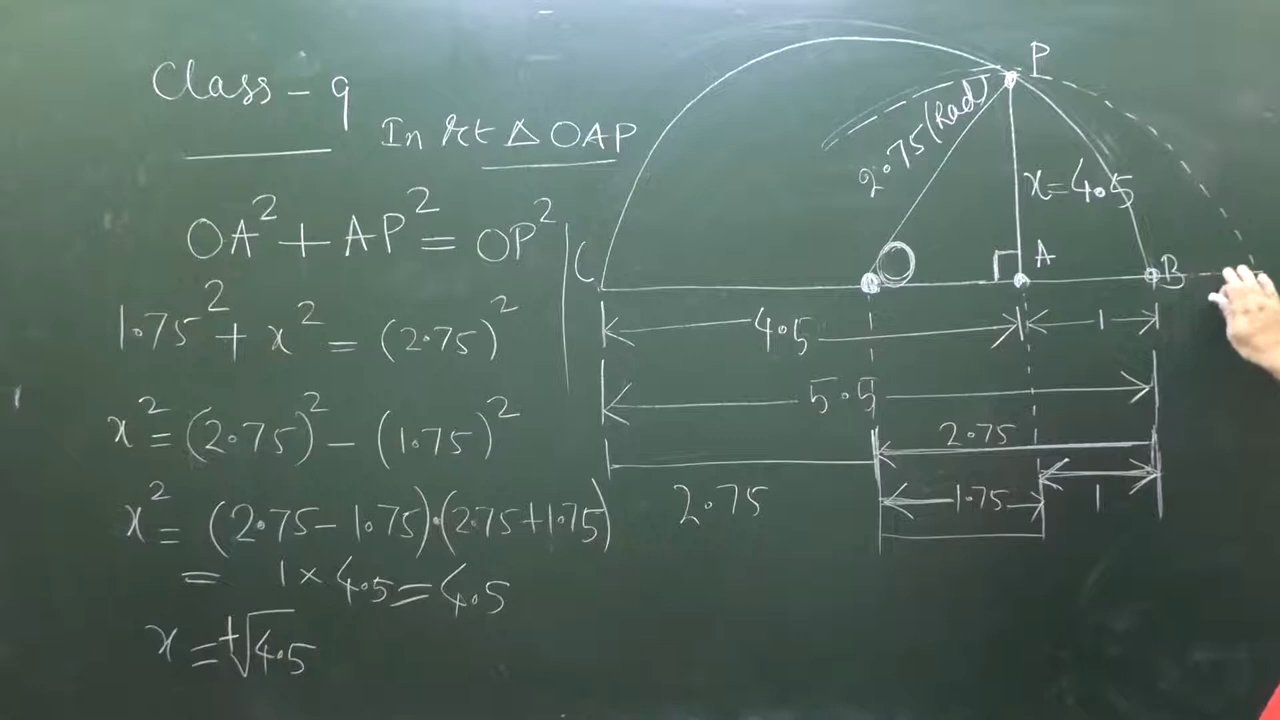 Class - 9
In rt △OAP
OA² + AP² = OP²
1.75² + x² = (2.75)²
x² = (2.75)² - (1.75)²
x² = (2.75 - 1.75)·(2.75 + 1.75)
= 1 × 4.5 = 4.5
x = +√4.5
P
2.75 (Rad)
x = 4.5
C
O
A
B
4.5
1
5.5
2.75
1.75
1
2.75